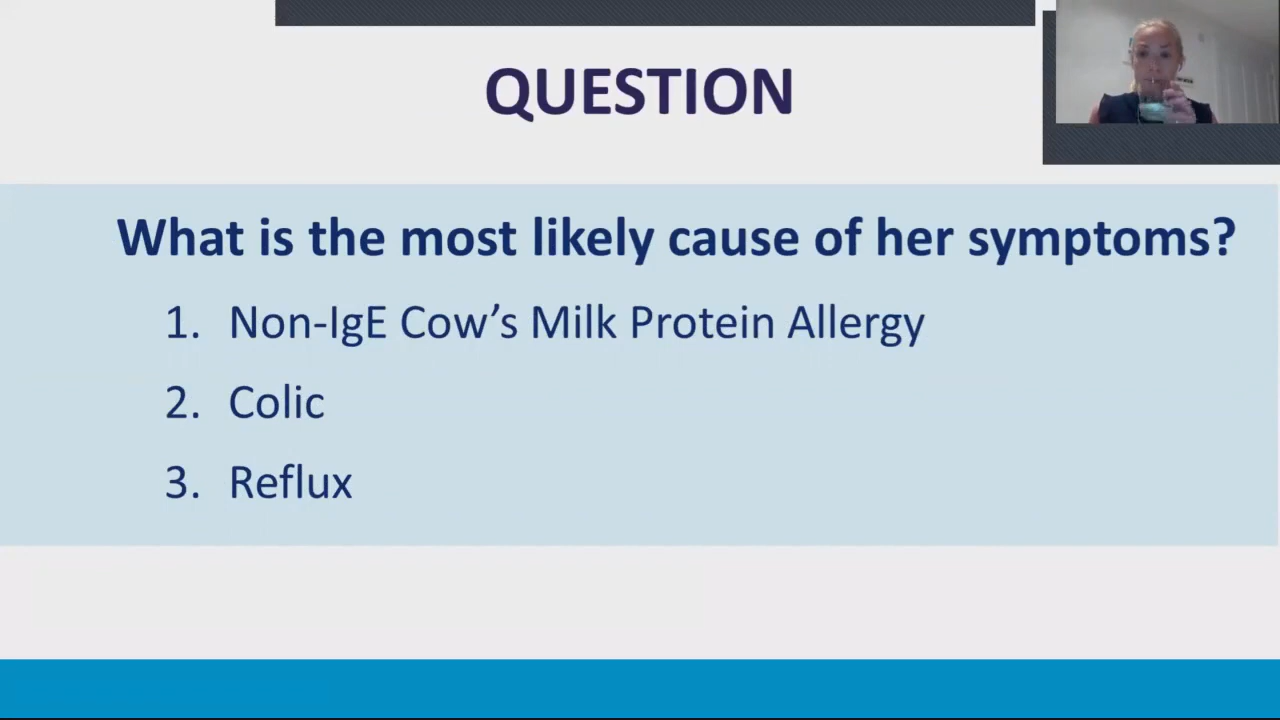 QUESTION
What is the most likely cause of her symptoms?
1. Non-IgE Cow’s Milk Protein Allergy
2. Colic
3. Reflux